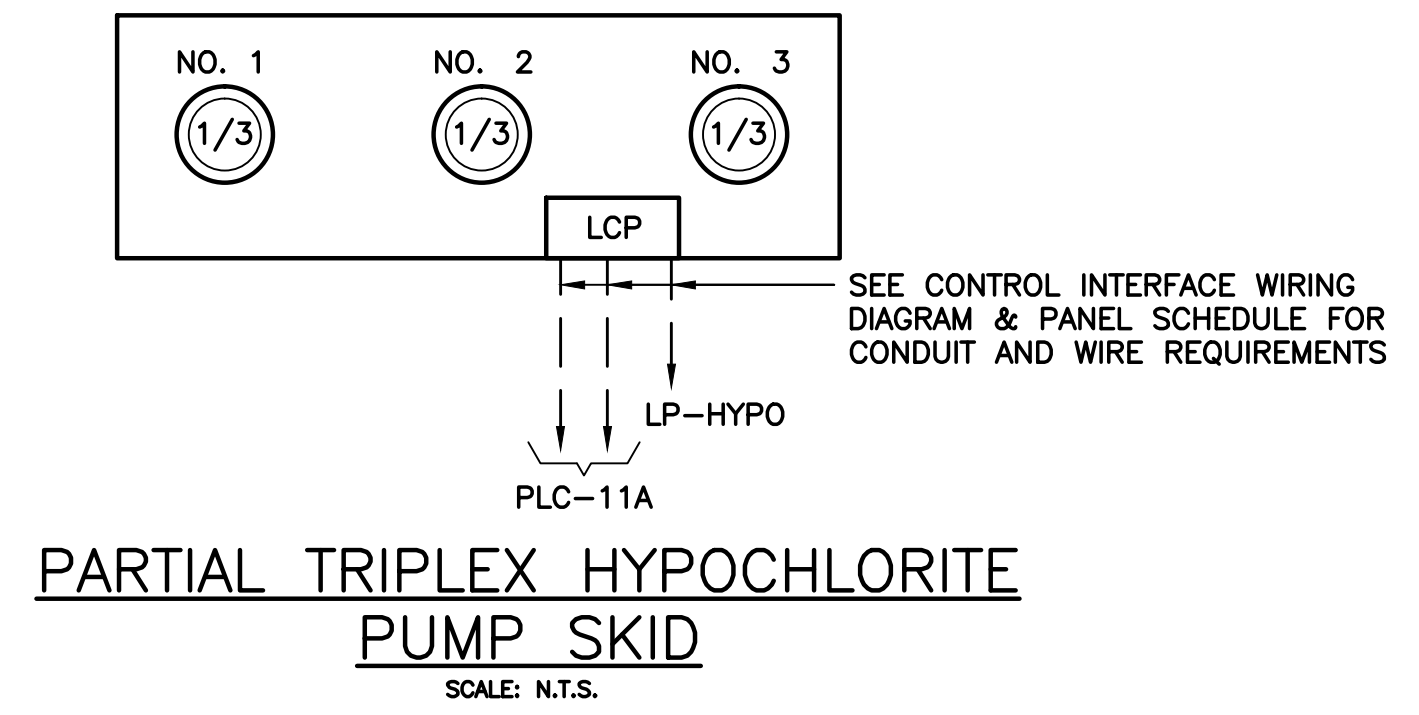 NO. 1 NO. 2 NO. 3
1/3 1/3 1/3
LCP
SEE CONTROL INTERFACE WIRING
DIAGRAM & PANEL SCHEDULE FOR
CONDUIT AND WIRE REQUIREMENTS
LP-HYPO
PLC-11A
PARTIAL TRIPLEX HYPOCHLORITE
PUMP SKID
SCALE: N.T.S.